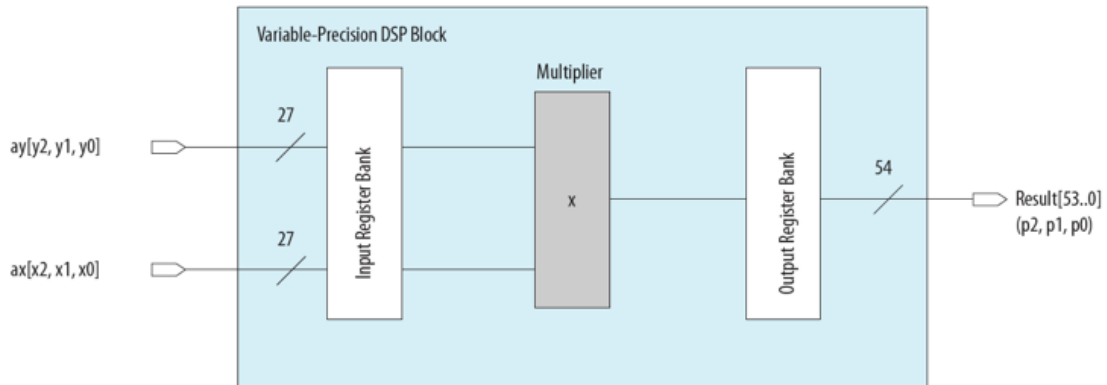 Variable-Precision DSP Block
Multiplier
27
ay[y2, y1, y0]
Input Register Bank
x
Output Register Bank
54
Result[53..0]
(p2, p1, p0)
27
ax[x2, x1, x0]